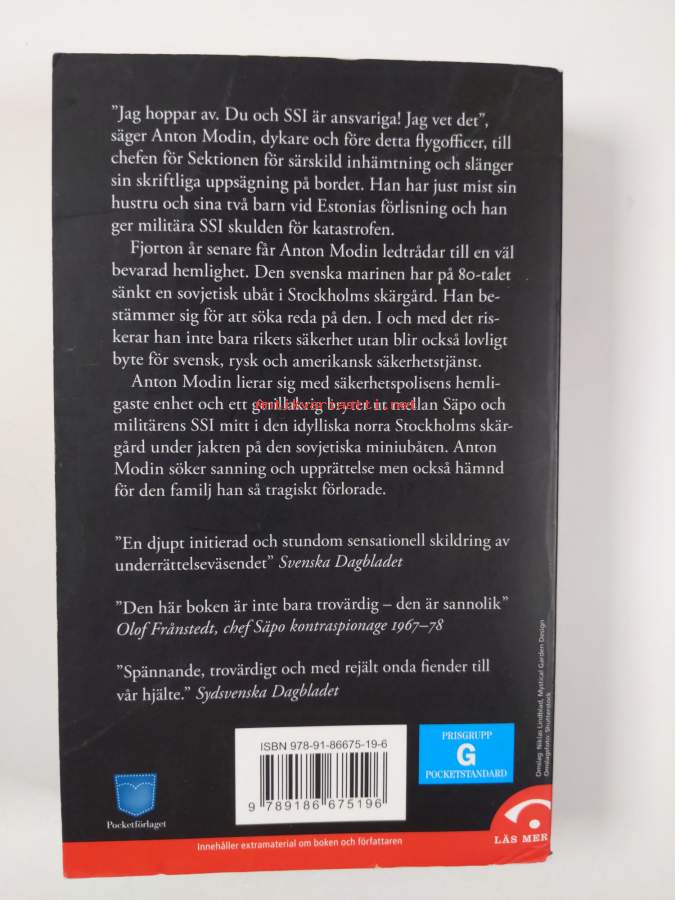 ”Jag hoppar av. Du och SSI är ansvariga! Jag vet det”,
säger Anton Modin, dykare och före detta flygofficer, till
chefen för Sektionen för särskild inhämtning och slänger
sin skriftliga uppsägning på bordet. Han har just mist sin
hustru och sina två barn vid Estonias förlisning och han
ger militära SSI skulden för katastrofen.
Fjorton år senare får Anton Modin ledtrådar till en väl
bevarad hemlighet. Den svenska marinen har på 80-talet
sänkt en sovjetisk ubåt i Stockholms skärgård. Han be-
stämmer sig för att söka reda på den. I och med det ris-
kerar han inte bara rikets säkerhet utan blir också lovligt
byte för svensk, rysk och amerikansk säkerhetstjänst.
Anton Modin lierar sig med säkerhetspolisens hemli-
gaste enhet och ett gerillakrig bryter ut mellan Säpo och
militärens SSI mitt i den idylliska norra Stockholms skär-
gård under jakten på den sovjetiska miniubåten. Anton
Modin söker sanning och upprättelse men också hämnd
för den familj han så tragiskt förlorade.
”En djupt initierad och stundom sensationell skildring av
underrättelseväsendet” Svenska Dagbladet
”Den här boken är inte bara trovärdig – den är sannolik”
Olof Frånstedt, chef Säpo kontraspionage 1967–78
”Spännande, trovärdigt och med rejält onda fiender till
vår hjälte.” Sydsvenska Dagbladet
Omslag: Niklas Lindblad, Mystical Garden Design
Omslagsfoto: Shutterstock
ISBN 978-91-86675-19-6
9 789186 675196
PRISGRUPP
G
POCKETSTANDARD
Pocketförlaget
LÄS MER
Innehåller extramaterial om boken och författaren